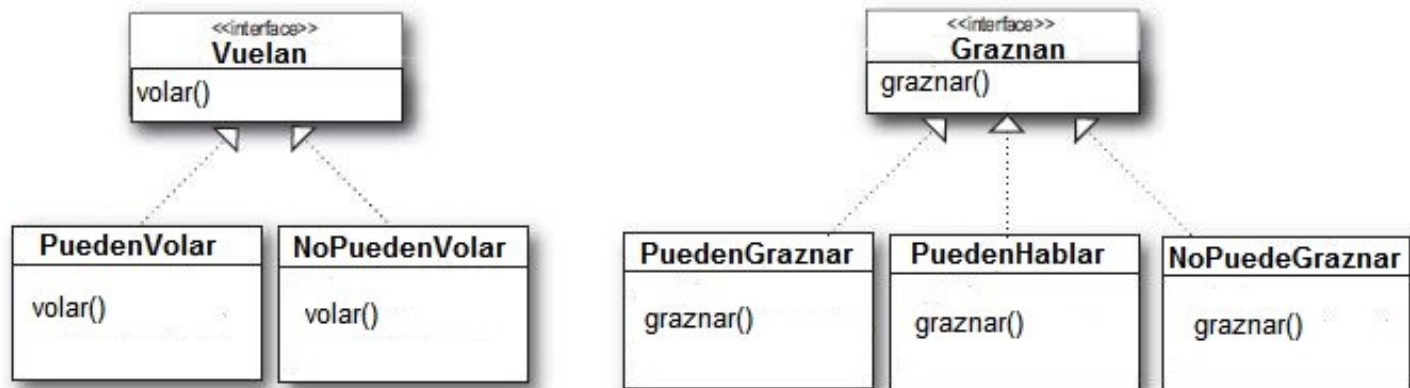 <<interface>>
Vuelan
volar()
<<interface>>
Graznan
graznar()
PuedenVolar
volar()
NoPuedenVolar
volar()
PuedenGraznar
graznar()
PuedenHablar
graznar()
NoPuedeGraznar
graznar()